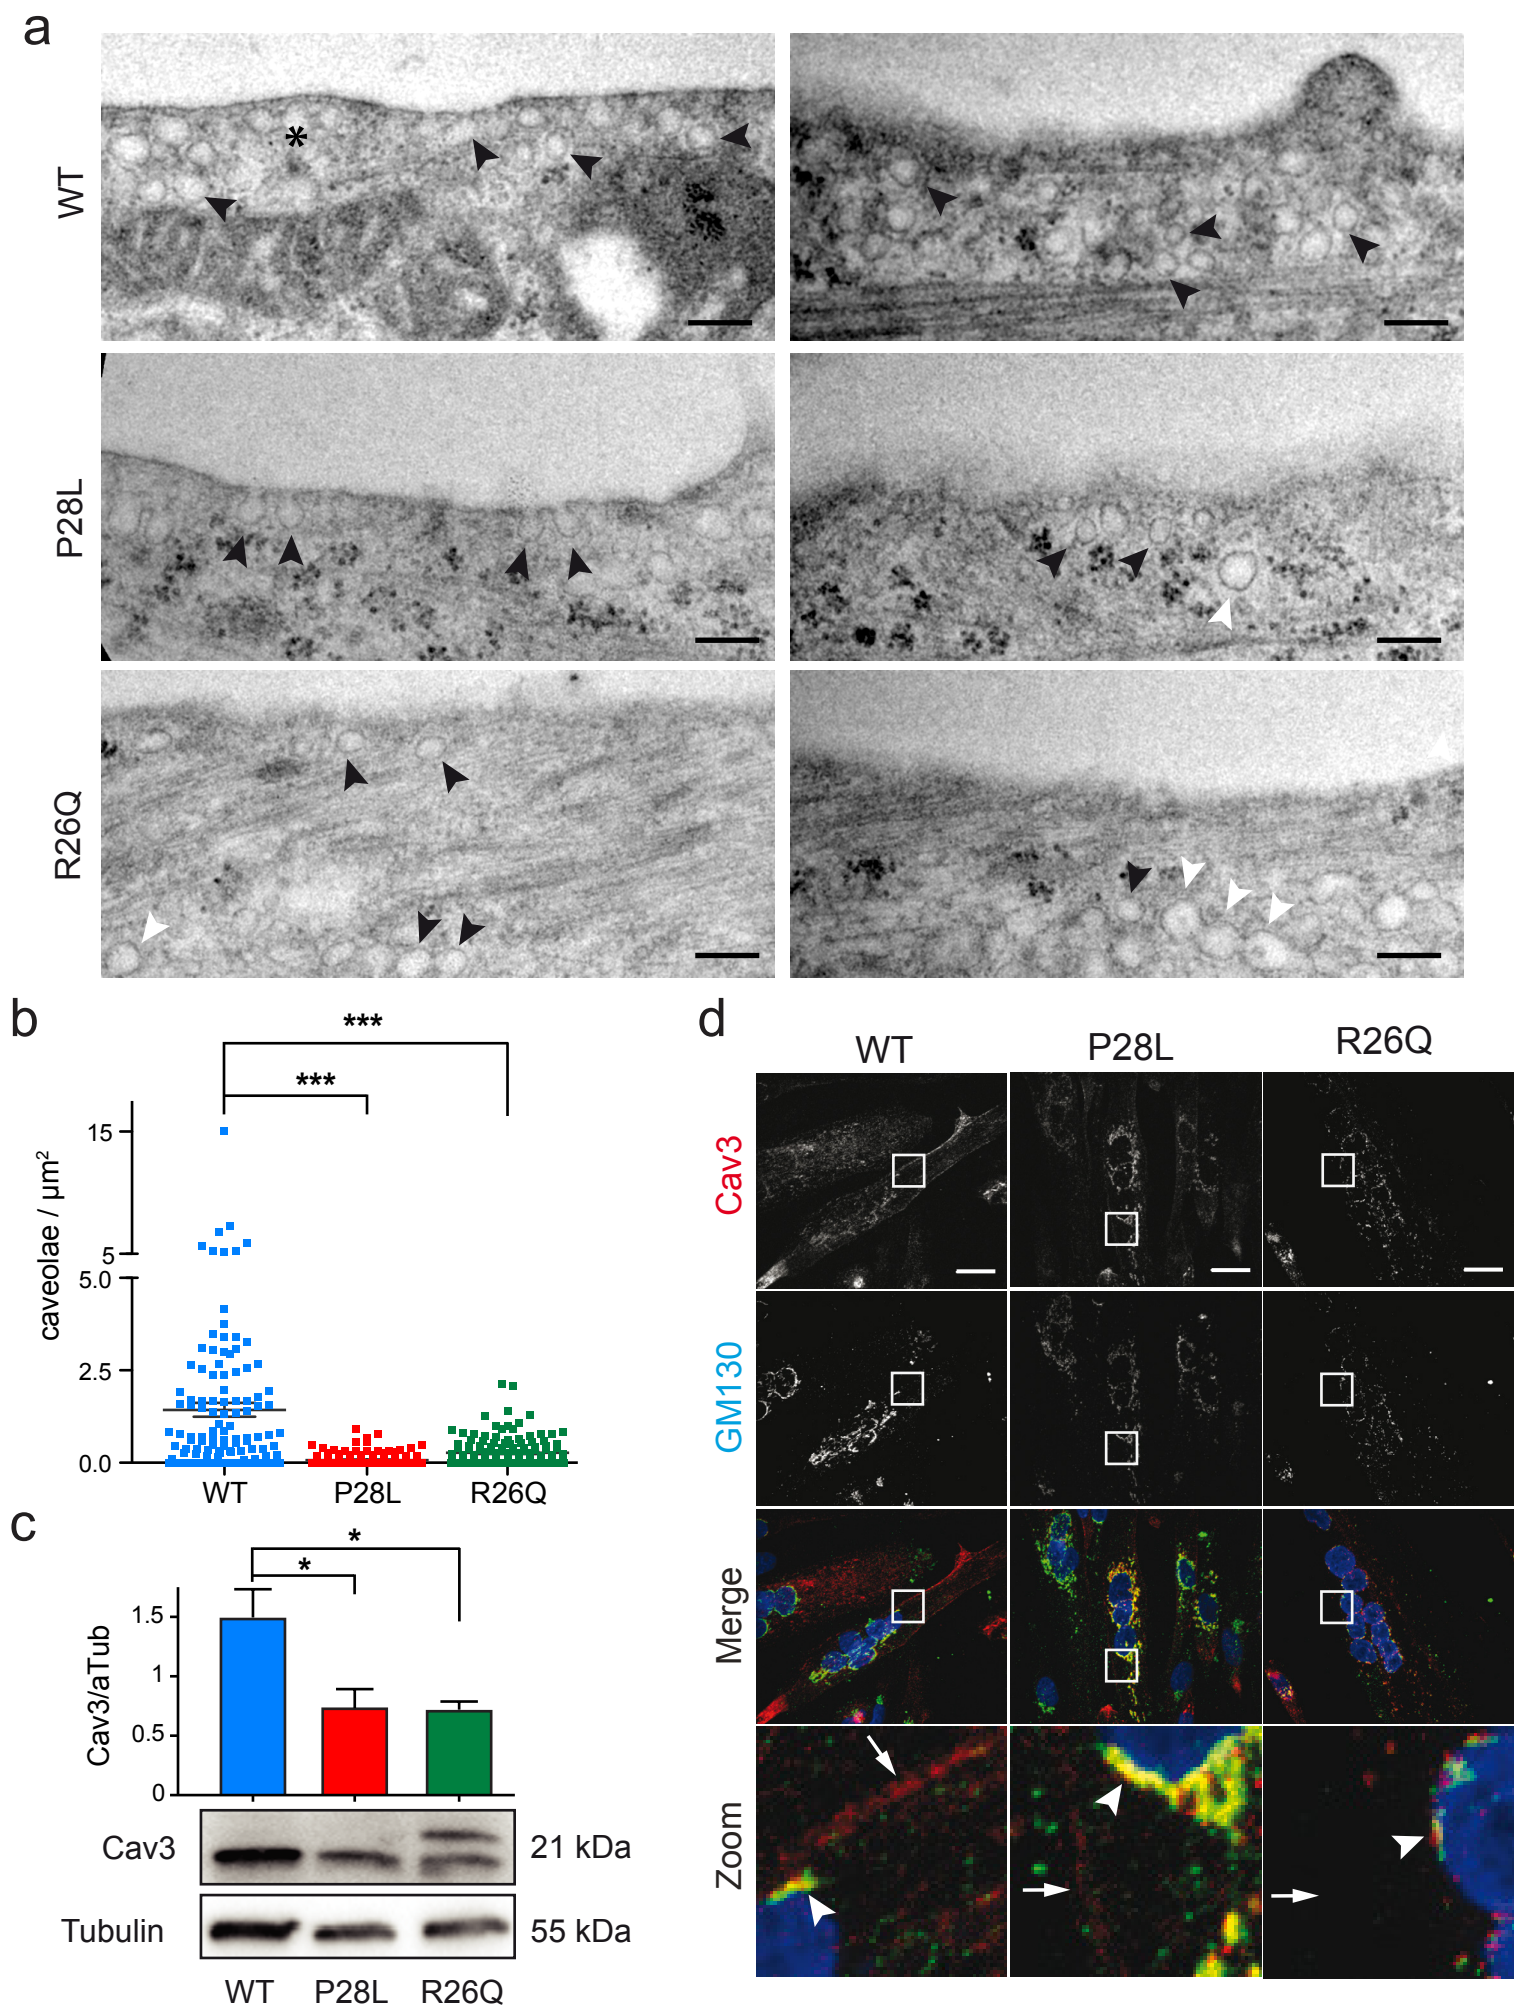 a
WT
*
P28L
R26Q
b
***
***
caveolae / µm²
15
5
5.0
2.5
0.0
WT P28L R26Q
c
*
*
Cav3/aTub
1.5
1
0.5
0
Cav3 21 kDa
Tubulin 55 kDa
WT P28L R26Q
d
WT P28L R26Q
Cav3
GM130
Merge
Zoom